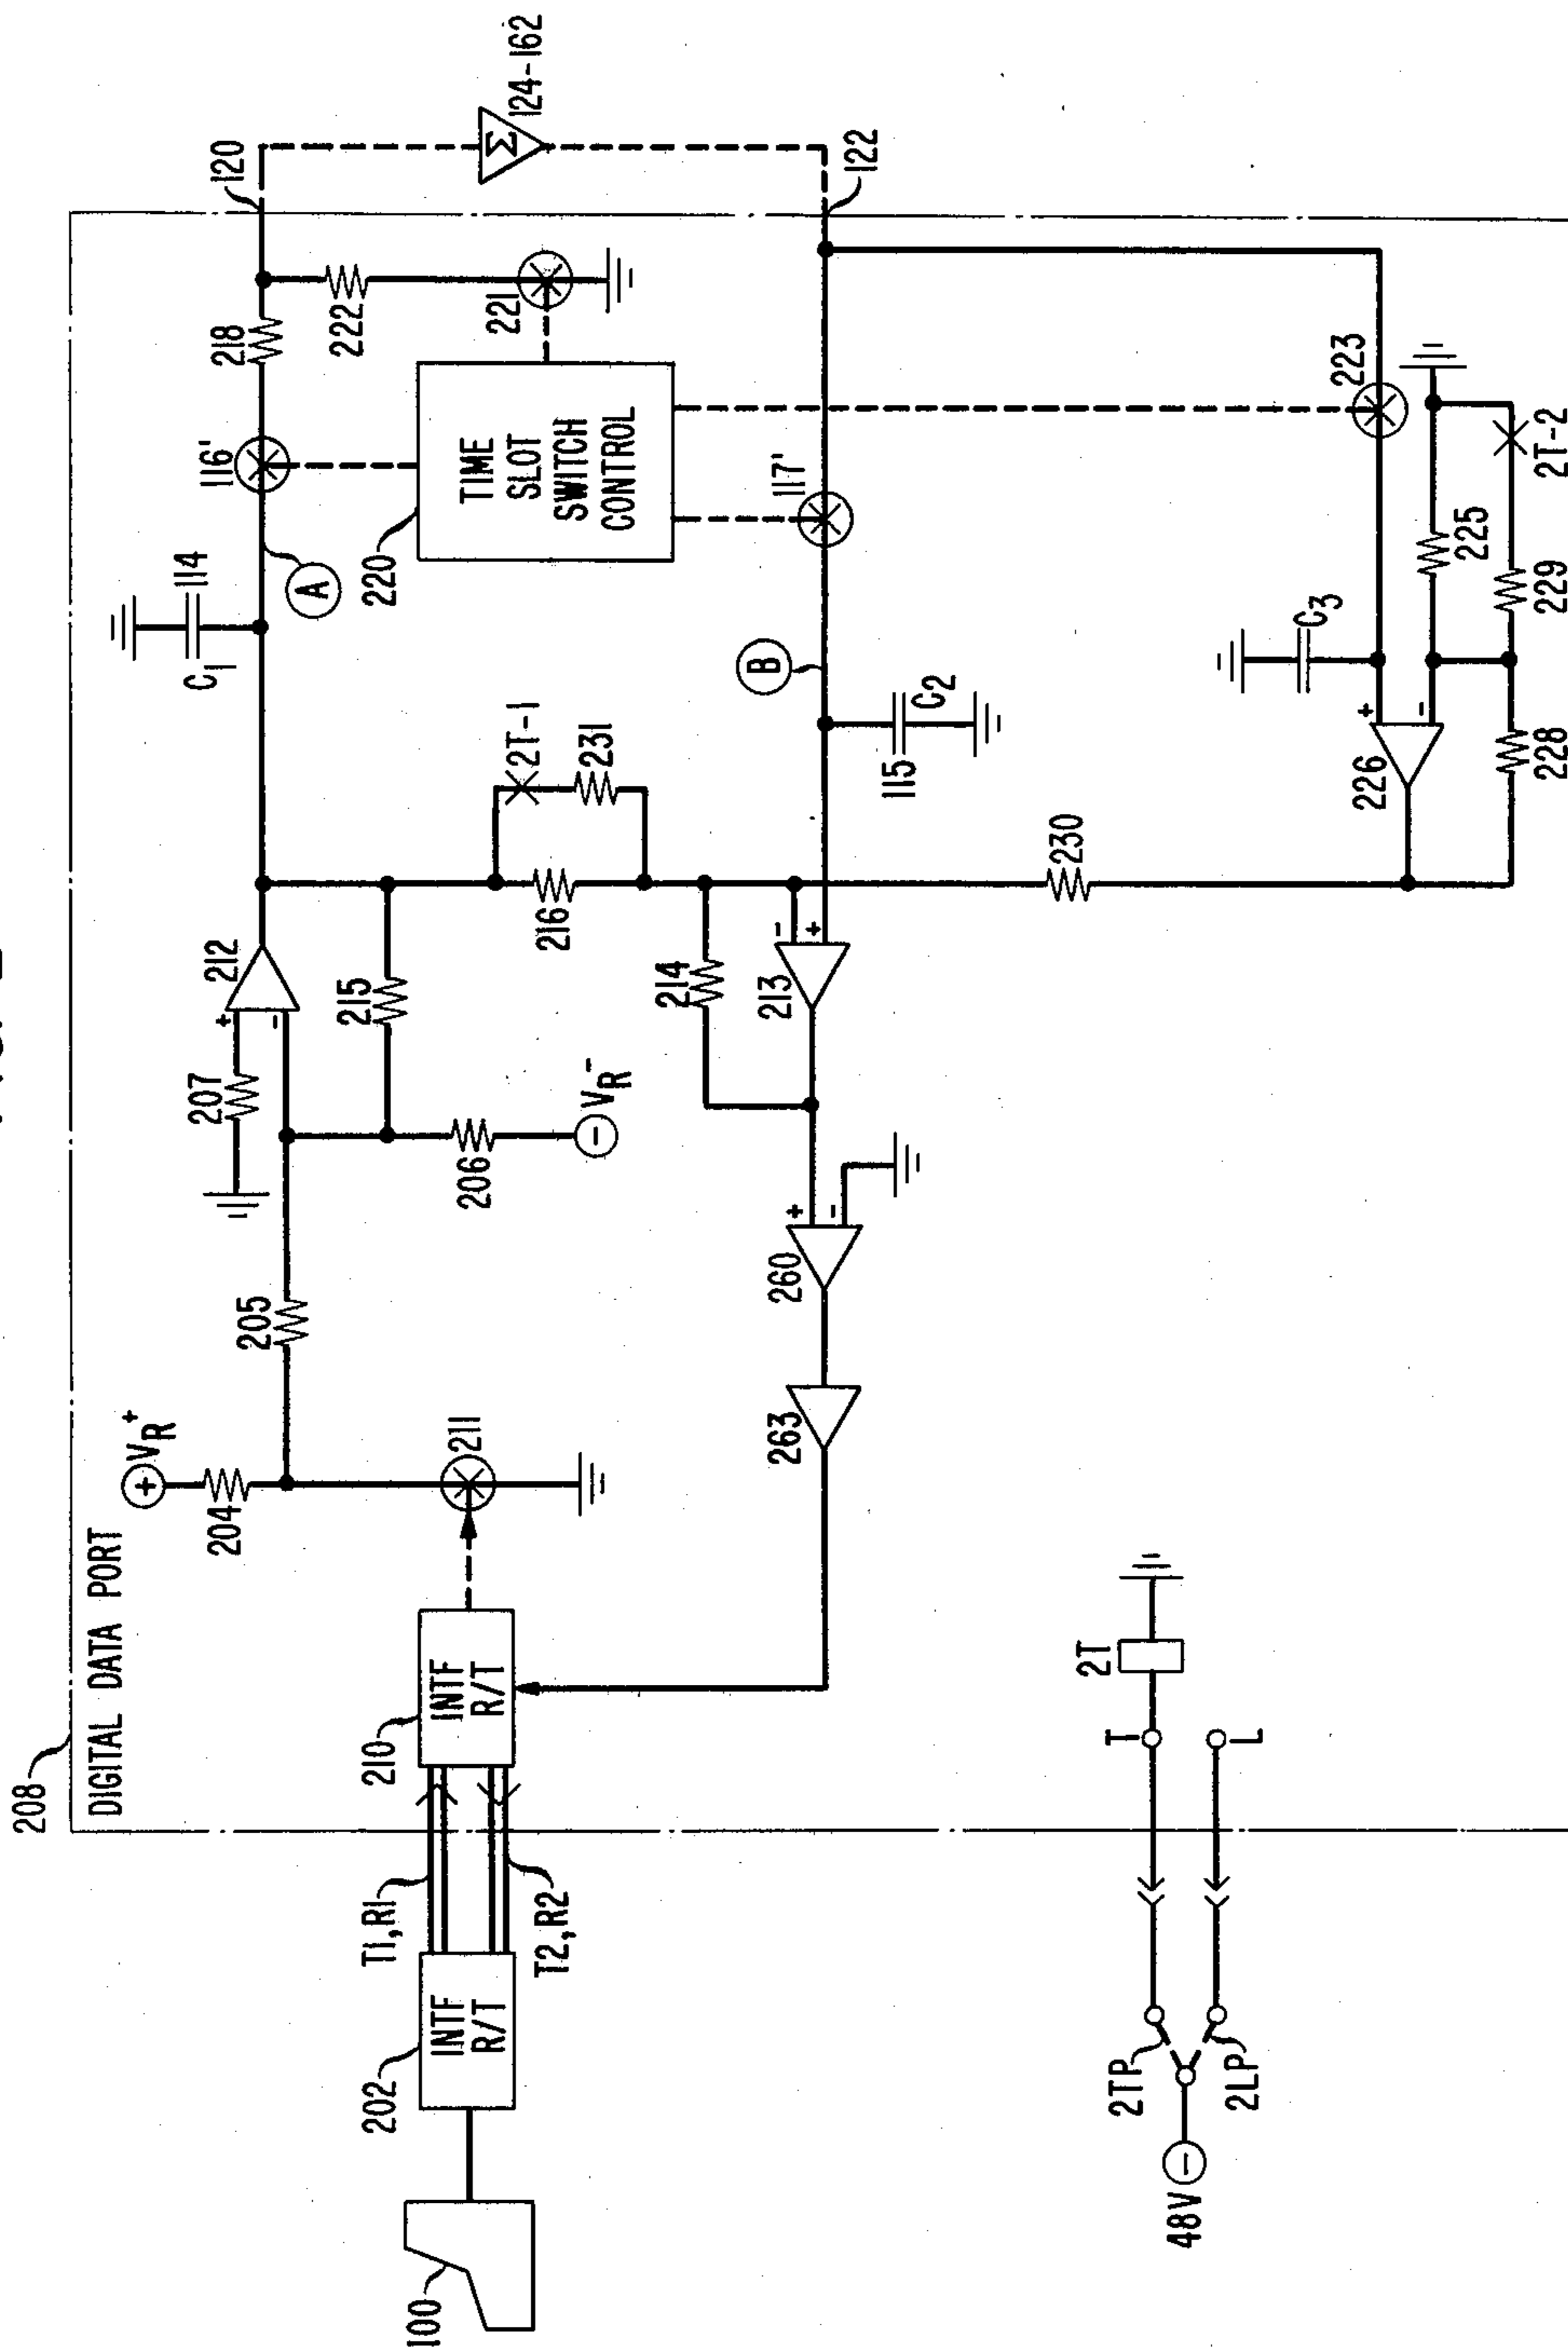 208
DIGITAL DATA PORT
100
202
INTF
R/T
T1,R1
T2,R2
210
INTF
R/T
+
VR+
204
211
205
207
+
-
212
206
-
VR-
215
C1
114
A
116'
218
120
222
221
220
TIME
SLOT
SWITCH
CONTROL
Σ
124-162
2T-1
231
216
214
-
+
213
+
-
260
263
B
115
C2
117'
122
230
226
+
-
C3
223
225
228
229
2T-2
48V
-
2TP
2LP
T
L
2T